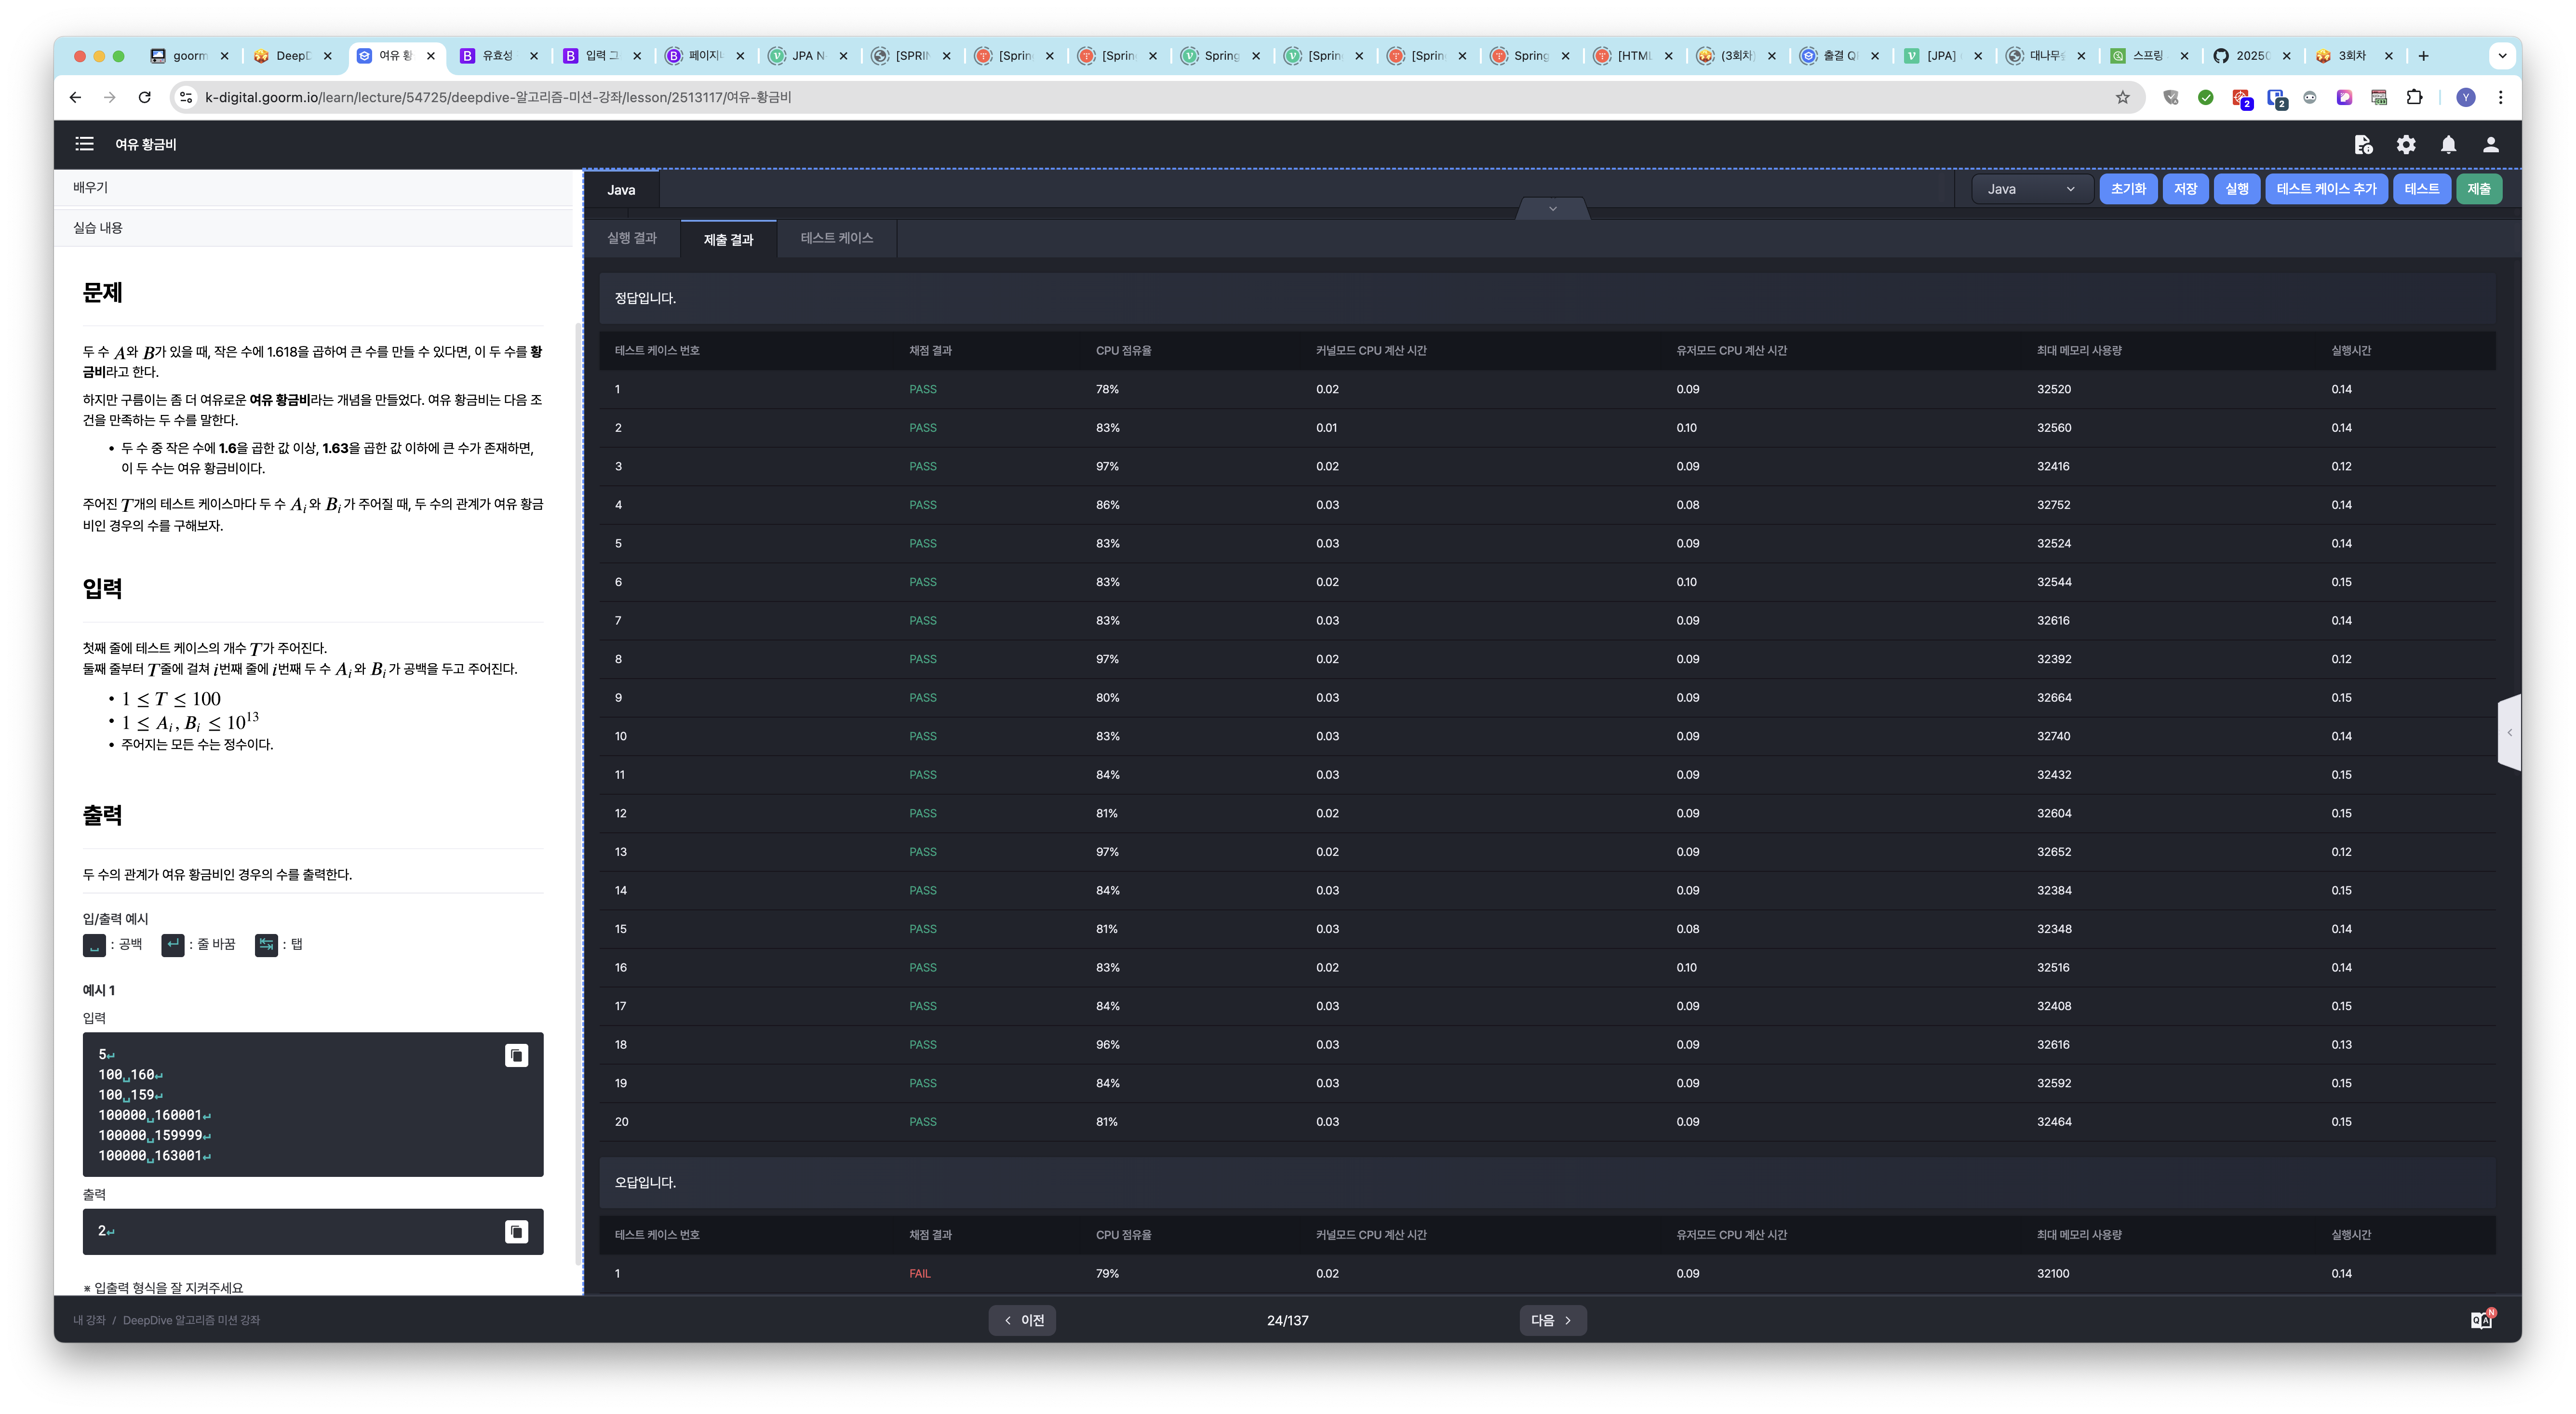 goorm
DeepD
여유 황
유효성
입력 그
페이지
JPA N
[SPRIN
[Sprin
[Sprin
Spring
[Sprin
[Sprin
Spring
[HTML
(3회차)
출결 Q
[JPA]
대나무
스프링
2025
3회차
k-digital.goorm.io/learn/lecture/54725/deepdive-알고리즘-미션-강좌/lesson/2513117/여유-황금비
2
2
Y
여유 황금비
배우기
실습 내용
문제
두 수 A와 B가 있을 때, 작은 수에 1.618을 곱하여 큰 수를 만들 수 있다면, 이 두 수를 황
금비라고 한다.
하지만 구름이는 좀 더 여유로운 여유 황금비라는 개념을 만들었다. 여유 황금비는 다음 조
건을 만족하는 두 수를 말한다.
• 두 수 중 작은 수에 1.6을 곱한 값 이상, 1.63을 곱한 값 이하에 큰 수가 존재하면,
이 두 수는 여유 황금비이다.
주어진 T개의 테스트 케이스마다 두 수 Ai와 Bi가 주어질 때, 두 수의 관계가 여유 황금
비인 경우의 수를 구해보자.
입력
첫째 줄에 테스트 케이스의 개수 T가 주어진다.
둘째 줄부터 T줄에 걸쳐 i번째 줄에 i번째 두 수 Ai와 Bi가 공백을 두고 주어진다.
• 1 ≤ T ≤ 100
• 1 ≤ Ai, Bi ≤ 10^13
• 주어지는 모든 수는 정수이다.
출력
두 수의 관계가 여유 황금비인 경우의 수를 출력한다.
입/출력 예시
␣ : 공백 ↵ : 줄 바꿈 ↹ : 탭
예시 1
입력
5↵
100␣160↵
100␣159↵
100000␣160001↵
100000␣159999↵
100000␣163001↵
출력
2↵
※ 입출력 형식을 잘 지켜주세요
Java
Java
초기화
저장
실행
테스트 케이스 추가
테스트
제출
실행 결과
제출 결과
테스트 케이스
정답입니다.
테스트 케이스 번호 채점 결과 CPU 점유율 커널모드 CPU 계산 시간 유저모드 CPU 계산 시간 최대 메모리 사용량 실행시간
1 PASS 78% 0.02 0.09 32520 0.14
2 PASS 83% 0.01 0.10 32560 0.14
3 PASS 97% 0.02 0.09 32416 0.12
4 PASS 86% 0.03 0.08 32752 0.14
5 PASS 83% 0.03 0.09 32524 0.14
6 PASS 83% 0.02 0.10 32544 0.15
7 PASS 83% 0.03 0.09 32616 0.14
8 PASS 97% 0.02 0.09 32392 0.12
9 PASS 80% 0.03 0.09 32664 0.15
10 PASS 83% 0.03 0.09 32740 0.14
11 PASS 84% 0.03 0.09 32432 0.15
12 PASS 81% 0.02 0.09 32604 0.15
13 PASS 97% 0.02 0.09 32652 0.12
14 PASS 84% 0.03 0.09 32384 0.15
15 PASS 81% 0.03 0.08 32348 0.14
16 PASS 83% 0.02 0.10 32516 0.14
17 PASS 84% 0.03 0.09 32408 0.15
18 PASS 96% 0.03 0.09 32616 0.13
19 PASS 84% 0.03 0.09 32592 0.15
20 PASS 81% 0.03 0.09 32464 0.15
오답입니다.
테스트 케이스 번호 채점 결과 CPU 점유율 커널모드 CPU 계산 시간 유저모드 CPU 계산 시간 최대 메모리 사용량 실행시간
1 FAIL 79% 0.02 0.09 32100 0.14
내 강좌 / DeepDive 알고리즘 미션 강좌
이전
24/137
다음
QA
N